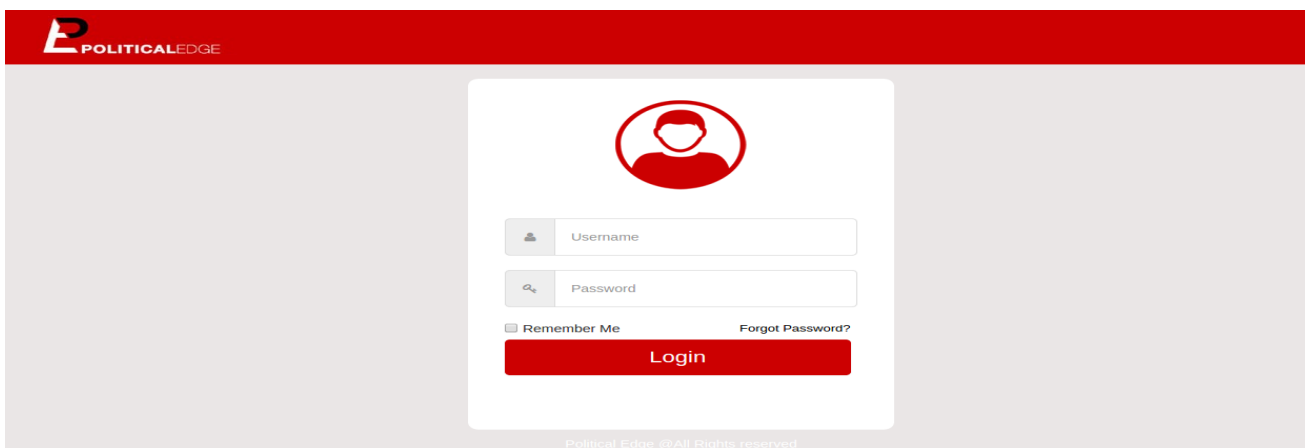 POLITICALEDGE
Username
Password
Remember Me Forgot Password?
Login
Political Edge @All Rights reserved